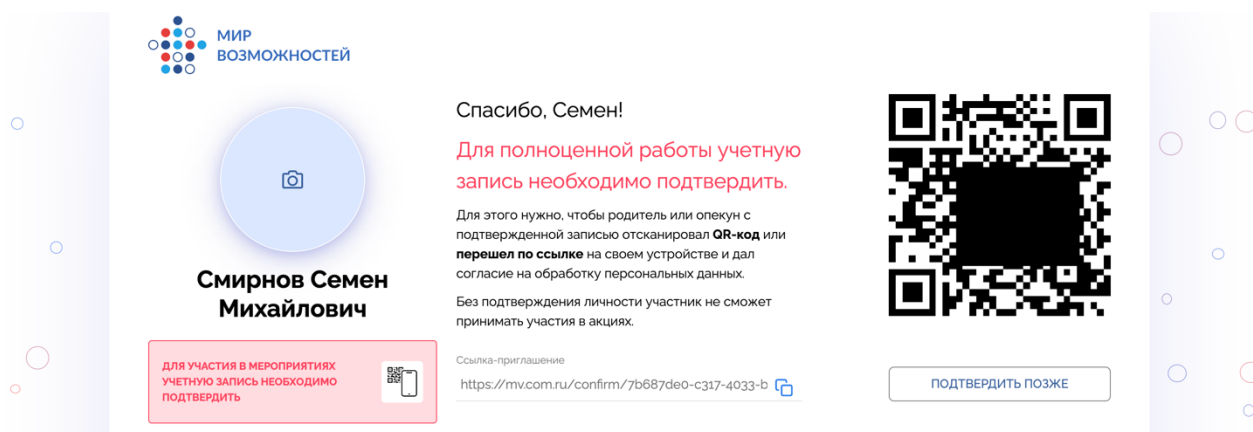 МИР
ВОЗМОЖНОСТЕЙ
Смирнов Семен
Михайлович
ДЛЯ УЧАСТИЯ В МЕРОПРИЯТИЯХ
УЧЕТНУЮ ЗАПИСЬ НЕОБХОДИМО
ПОДТВЕРДИТЬ
Спасибо, Семен!
Для полноценной работы учетную
запись необходимо подтвердить.
Для этого нужно, чтобы родитель или опекун с
подтвержденной записью отсканировал QR-код или
перешел по ссылке на своем устройстве и дал
согласие на обработку персональных данных.
Без подтверждения личности участник не сможет
принимать участия в акциях.
Ссылка-приглашение
https://mv.com.ru/confirm/7b687de0-c317-4033-b
ПОДТВЕРДИТЬ ПОЗЖЕ